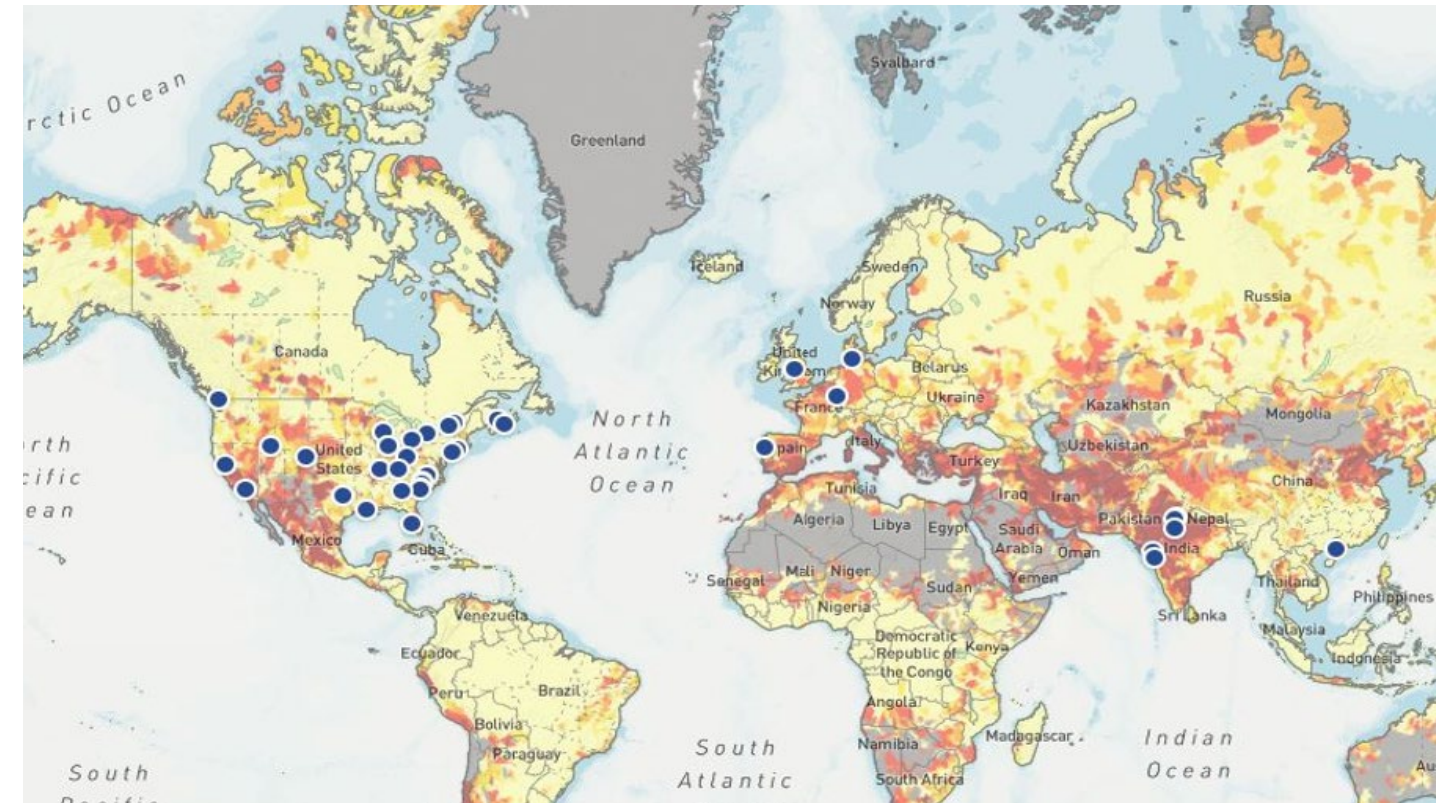 Svalbard
rctic Ocean
Greenland
Iceland
Sweden
Norway
Russia
Canada
United
Kingdom
Belarus
Ukraine
France
Kazakhstan
Mongolia
North
Atlantic
Ocean
rth
cific
ean
United
States
pain
Italy
Turkey
Uzbekistan
China
Tunisia
Iraq
Iran
Algeria
Libya
Egypt
Saudi
Arabia
Pakistan
Nepal
Mexico
Cuba
Oman
India
Mali
Niger
Senegal
Sudan
Yemen
Thailand
Philippines
Nigeria
Venezuela
Sri Lanka
Malaysia
Ecuador
Democratic
Republic of
the Congo
Kenya
Indonesia
Peru
Brazil
Angola
Bolivia
Paraguay
Namibia
Madagascar
South
Atlantic
Indian
Ocean
South Africa
Au
South